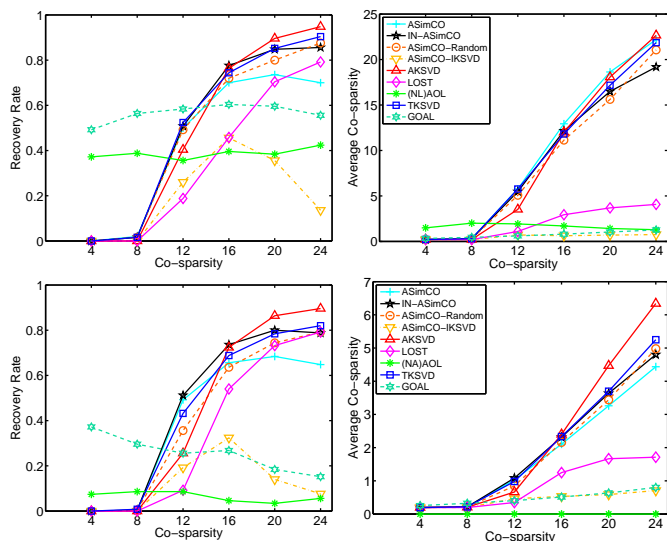 1
0.8
0.6
0.4
0.2
0
4 8 12 16 20 24
Recovery Rate
Co-sparsity
25
20
15
10
5
0
4 8 12 16 20 24
Average Co-sparsity
Co-sparsity
ASimCO
IN-ASimCO
ASimCO-Random
ASimCO-IKSVD
AKSVD
LOST
(NL)AOL
TKSVD
GOAL
1
0.8
0.6
0.4
0.2
0
4 8 12 16 20 24
Recovery Rate
Co-sparsity
7
6
5
4
3
2
1
0
4 8 12 16 20 24
Average Co-sparsity
Co-sparsity
ASimCO
IN-ASimCO
ASimCO-Random
ASimCO-IKSVD
AKSVD
LOST
(NA)AOL
TKSVD
GOAL